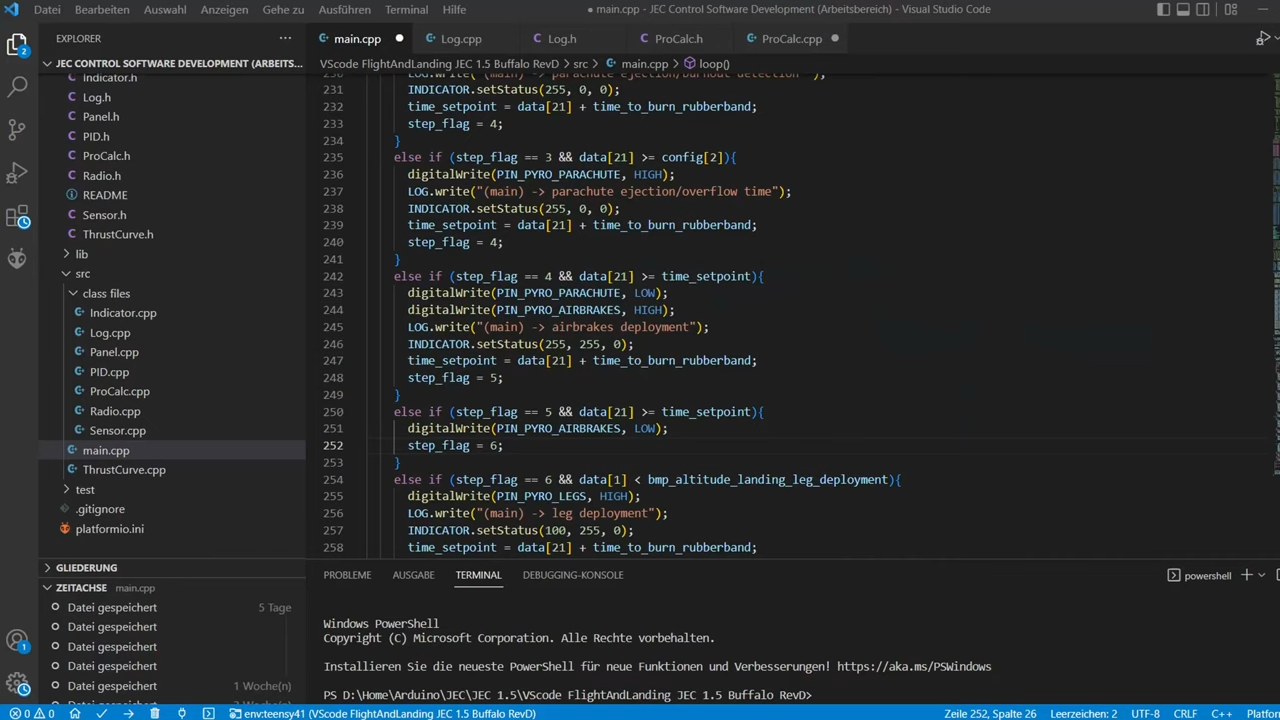 Datei Bearbeiten Auswahl Anzeigen Gehe zu Ausführen Terminal Hilfe ● main.cpp - JEC Control Software Development (Arbeitsbereich) - Visual Studio Code
EXPLORER ···
JEC CONTROL SOFTWARE DEVELOPMENT (ARBEITS...
C Indicator.h
C Log.h
C Panel.h
C PID.h
C ProCalc.h
C Radio.h
README
C Sensor.h
C ThrustCurve.h
lib
src
class files
Indicator.cpp
Log.cpp
Panel.cpp
PID.cpp
ProCalc.cpp
Radio.cpp
Sensor.cpp
main.cpp
ThrustCurve.cpp
test
.gitignore
platformio.ini
GLIEDERUNG
ZEITACHSE main.cpp
Datei gespeichert 5 Tage
Datei gespeichert
Datei gespeichert
Datei gespeichert
Datei gespeichert 1 Woche(n)
Datei gespeichert
2
1
main.cpp ● Log.cpp C Log.h C ProCalc.h ProCalc.cpp ●
VScode FlightAndLanding JEC 1.5 Buffalo RevD > src > main.cpp > loop()
230 LOG.write("(main) -> parachute ejection/burnout detection");
231 INDICATOR.setStatus(255, 0, 0);
232 time_setpoint = data[21] + time_to_burn_rubberband;
233 step_flag = 4;
234 }
235 else if (step_flag == 3 && data[21] >= config[2]){
236 digitalWrite(PIN_PYRO_PARACHUTE, HIGH);
237 LOG.write("(main) -> parachute ejection/overflow time");
238 INDICATOR.setStatus(255, 0, 0);
239 time_setpoint = data[21] + time_to_burn_rubberband;
240 step_flag = 4;
241 }
242 else if (step_flag == 4 && data[21] >= time_setpoint){
243 digitalWrite(PIN_PYRO_PARACHUTE, LOW);
244 digitalWrite(PIN_PYRO_AIRBRAKES, HIGH);
245 LOG.write("(main) -> airbrakes deployment");
246 INDICATOR.setStatus(255, 255, 0);
247 time_setpoint = data[21] + time_to_burn_rubberband;
248 step_flag = 5;
249 }
250 else if (step_flag == 5 && data[21] >= time_setpoint){
251 digitalWrite(PIN_PYRO_AIRBRAKES, LOW);
252 step_flag = 6;
253 }
254 else if (step_flag == 6 && data[1] < bmp_altitude_landing_leg_deployment){
255 digitalWrite(PIN_PYRO_LEGS, HIGH);
256 LOG.write("(main) -> leg deployment");
257 INDICATOR.setStatus(100, 255, 0);
258 time_setpoint = data[21] + time_to_burn_rubberband;
PROBLEME AUSGABE TERMINAL DEBUGGING-KONSOLE powershell
Windows PowerShell
Copyright (C) Microsoft Corporation. Alle Rechte vorbehalten.
Installieren Sie die neueste PowerShell für neue Funktionen und Verbesserungen! https://aka.ms/PSWindows
PS D:\Home\Arduino\JEC\JEC 1.5\VScode FlightAndLanding JEC 1.5 Buffalo RevD>
0 0 env:teensy41 (VScode FlightAndLanding JEC 1.5 Buffalo RevD) Zeile 252, Spalte 26 Leerzeichen: 2 UTF-8 CRLF C++ Platfor